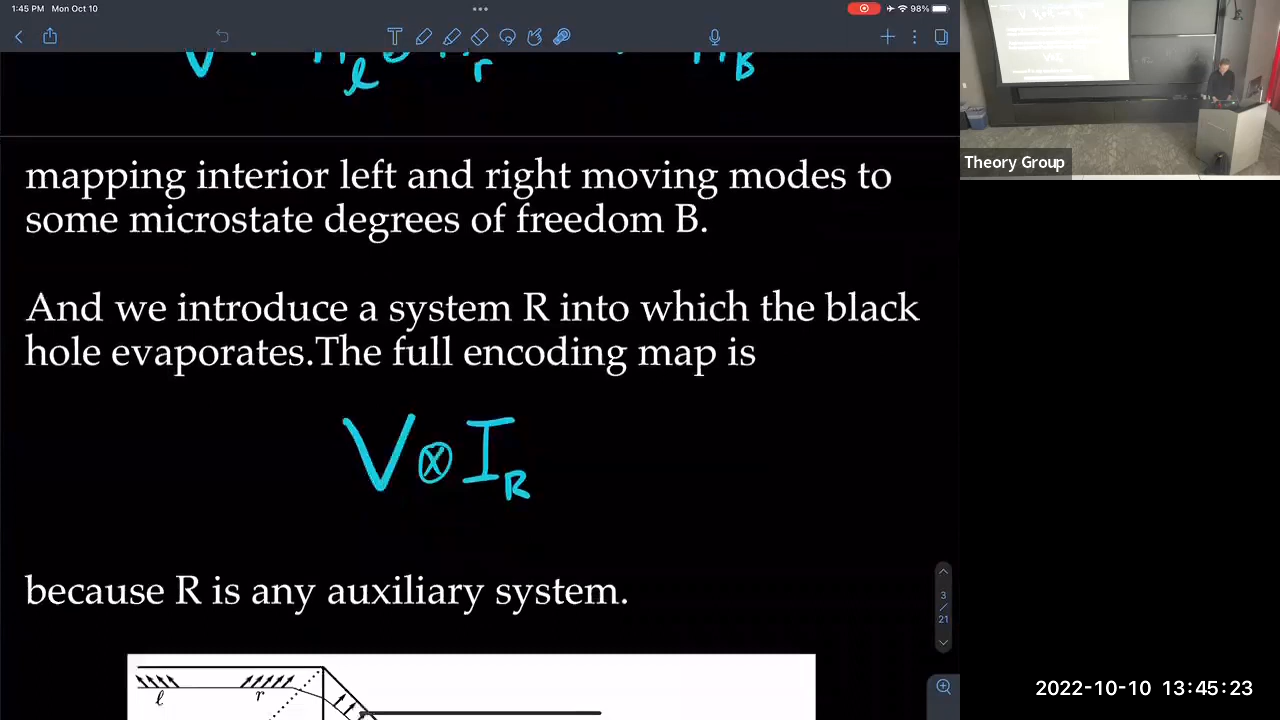 1:45 PM Mon Oct 10
98%
V
H_l
r
H_B
mapping interior left and right moving modes to
some microstate degrees of freedom B.
And we introduce a system R into which the black
hole evaporates.The full encoding map is
V⊗I_R
because R is any auxiliary system.
l r
3
/
21
Theory Group
2022-10-10 13:45:23